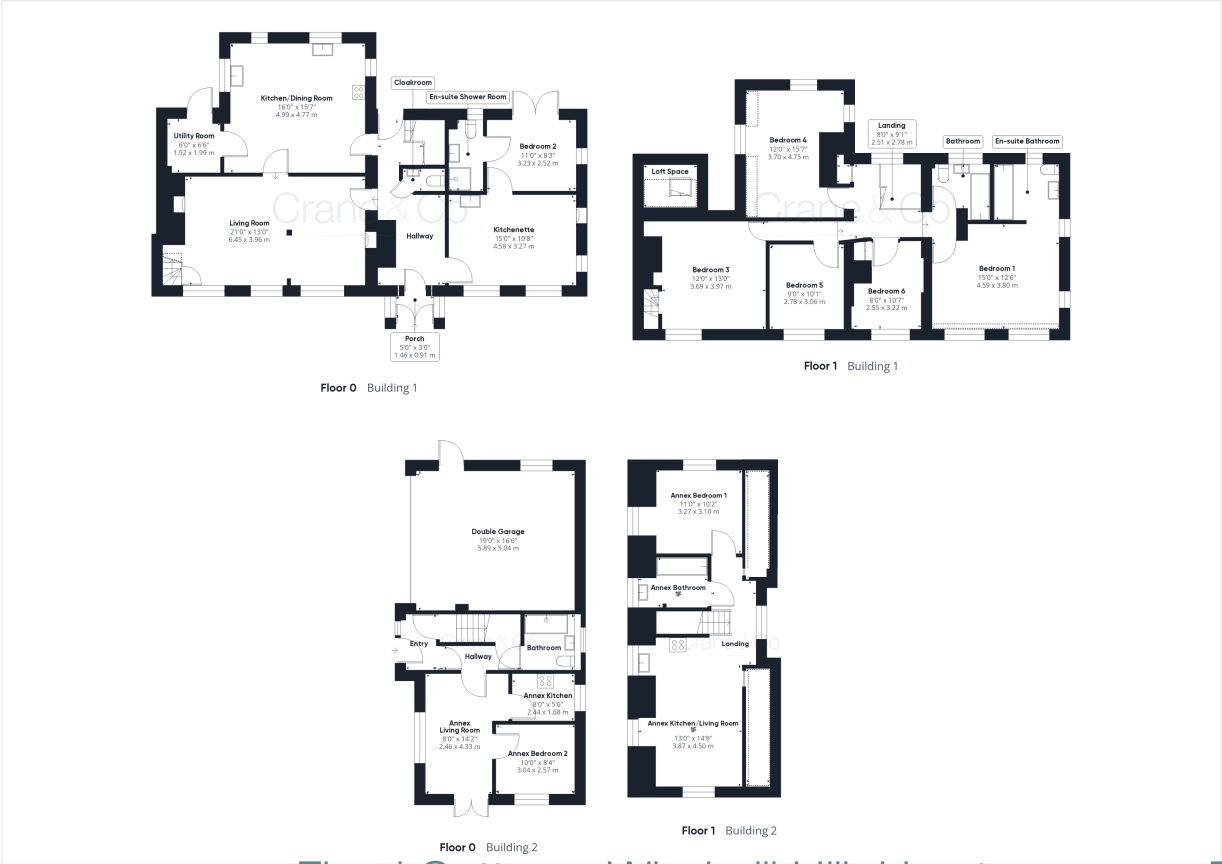 Cloakroom
En-suite Shower Room
Kitchen/Dining Room
16'0" x 15'7"
4.99 x 4.77 m
Utility Room
6'0" x 6'6"
1.92 x 1.99 m
Bedroom 2
11'0" x 8'3"
3.23 x 2.52 m
Crane & Co
Living Room
21'0" x 13'0"
6.45 x 3.96 m
Hallway
Kitchenette
15'0" x 10'8"
4.58 x 3.27 m
Porch
5'0" x 3'0"
1.46 x 0.91 m
Floor 0 Building 1
Landing
8'0" x 9'1"
2.51 x 2.78 m
Bathroom
En-suite Bathroom
Bedroom 4
12'0" x 15'7"
3.70 x 4.75 m
Loft Space
Crane & Co
Bedroom 3
12'0" x 13'0"
3.69 x 3.97 m
Bedroom 5
9'0" x 10'1"
2.78 x 3.06 m
Bedroom 6
8'0" x 10'7"
2.55 x 3.22 m
Bedroom 1
15'0" x 12'6"
4.59 x 3.80 m
Floor 1 Building 1
Double Garage
19'0" x 16'6"
5.89 x 5.04 m
Entry
Hallway
Bathroom
Crane & Co
Annex Kitchen
8'0" x 5'6"
2.44 x 1.68 m
Annex
Living Room
8'0" x 14'2"
2.46 x 4.33 m
Annex Bedroom 2
10'0" x 8'4"
3.04 x 2.57 m
Floor 0 Building 2
Annex Bedroom 1
11'0" x 10'2"
3.27 x 3.10 m
Annex Bathroom
1F
Landing
Crane & Co
Annex Kitchen/Living Room
1F
13'0" x 14'9"
3.87 x 4.50 m
Floor 1 Building 2